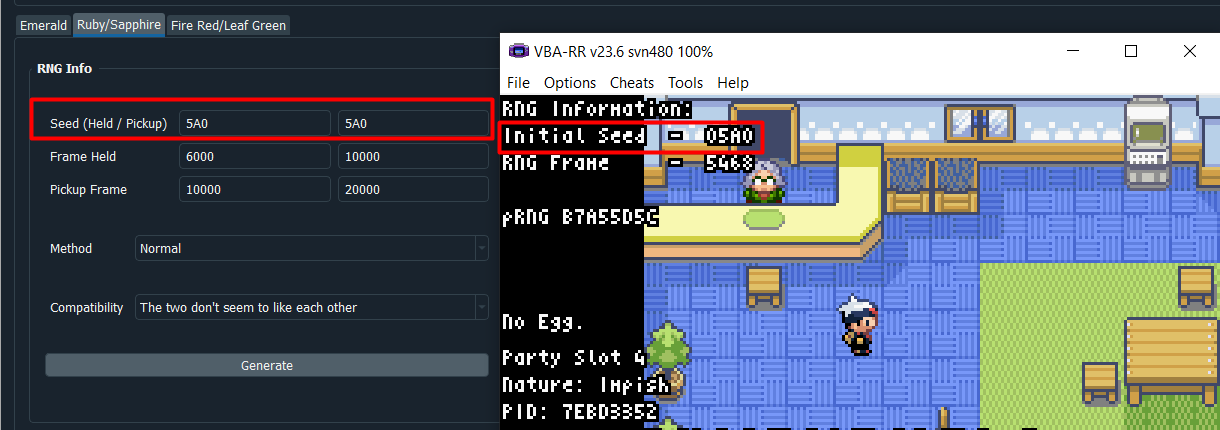 Emerald
Ruby/Sapphire
Fire Red/Leaf Green
RNG Info
Seed (Held / Pickup) 5A0 5A0
Frame Held 6000 10000
Pickup Frame 10000 20000
Method Normal
Compatibility The two don't seem to like each other
Generate
VBA-RR v23.6 svn480 100%
File Options Cheats Tools Help
RNG Information:
Initial Seed - 05A0
RNG Frame - 5468
pRNG B7A55D5C
No Egg.
Party Slot 4
Nature: Impish
PID: 7EBD3352